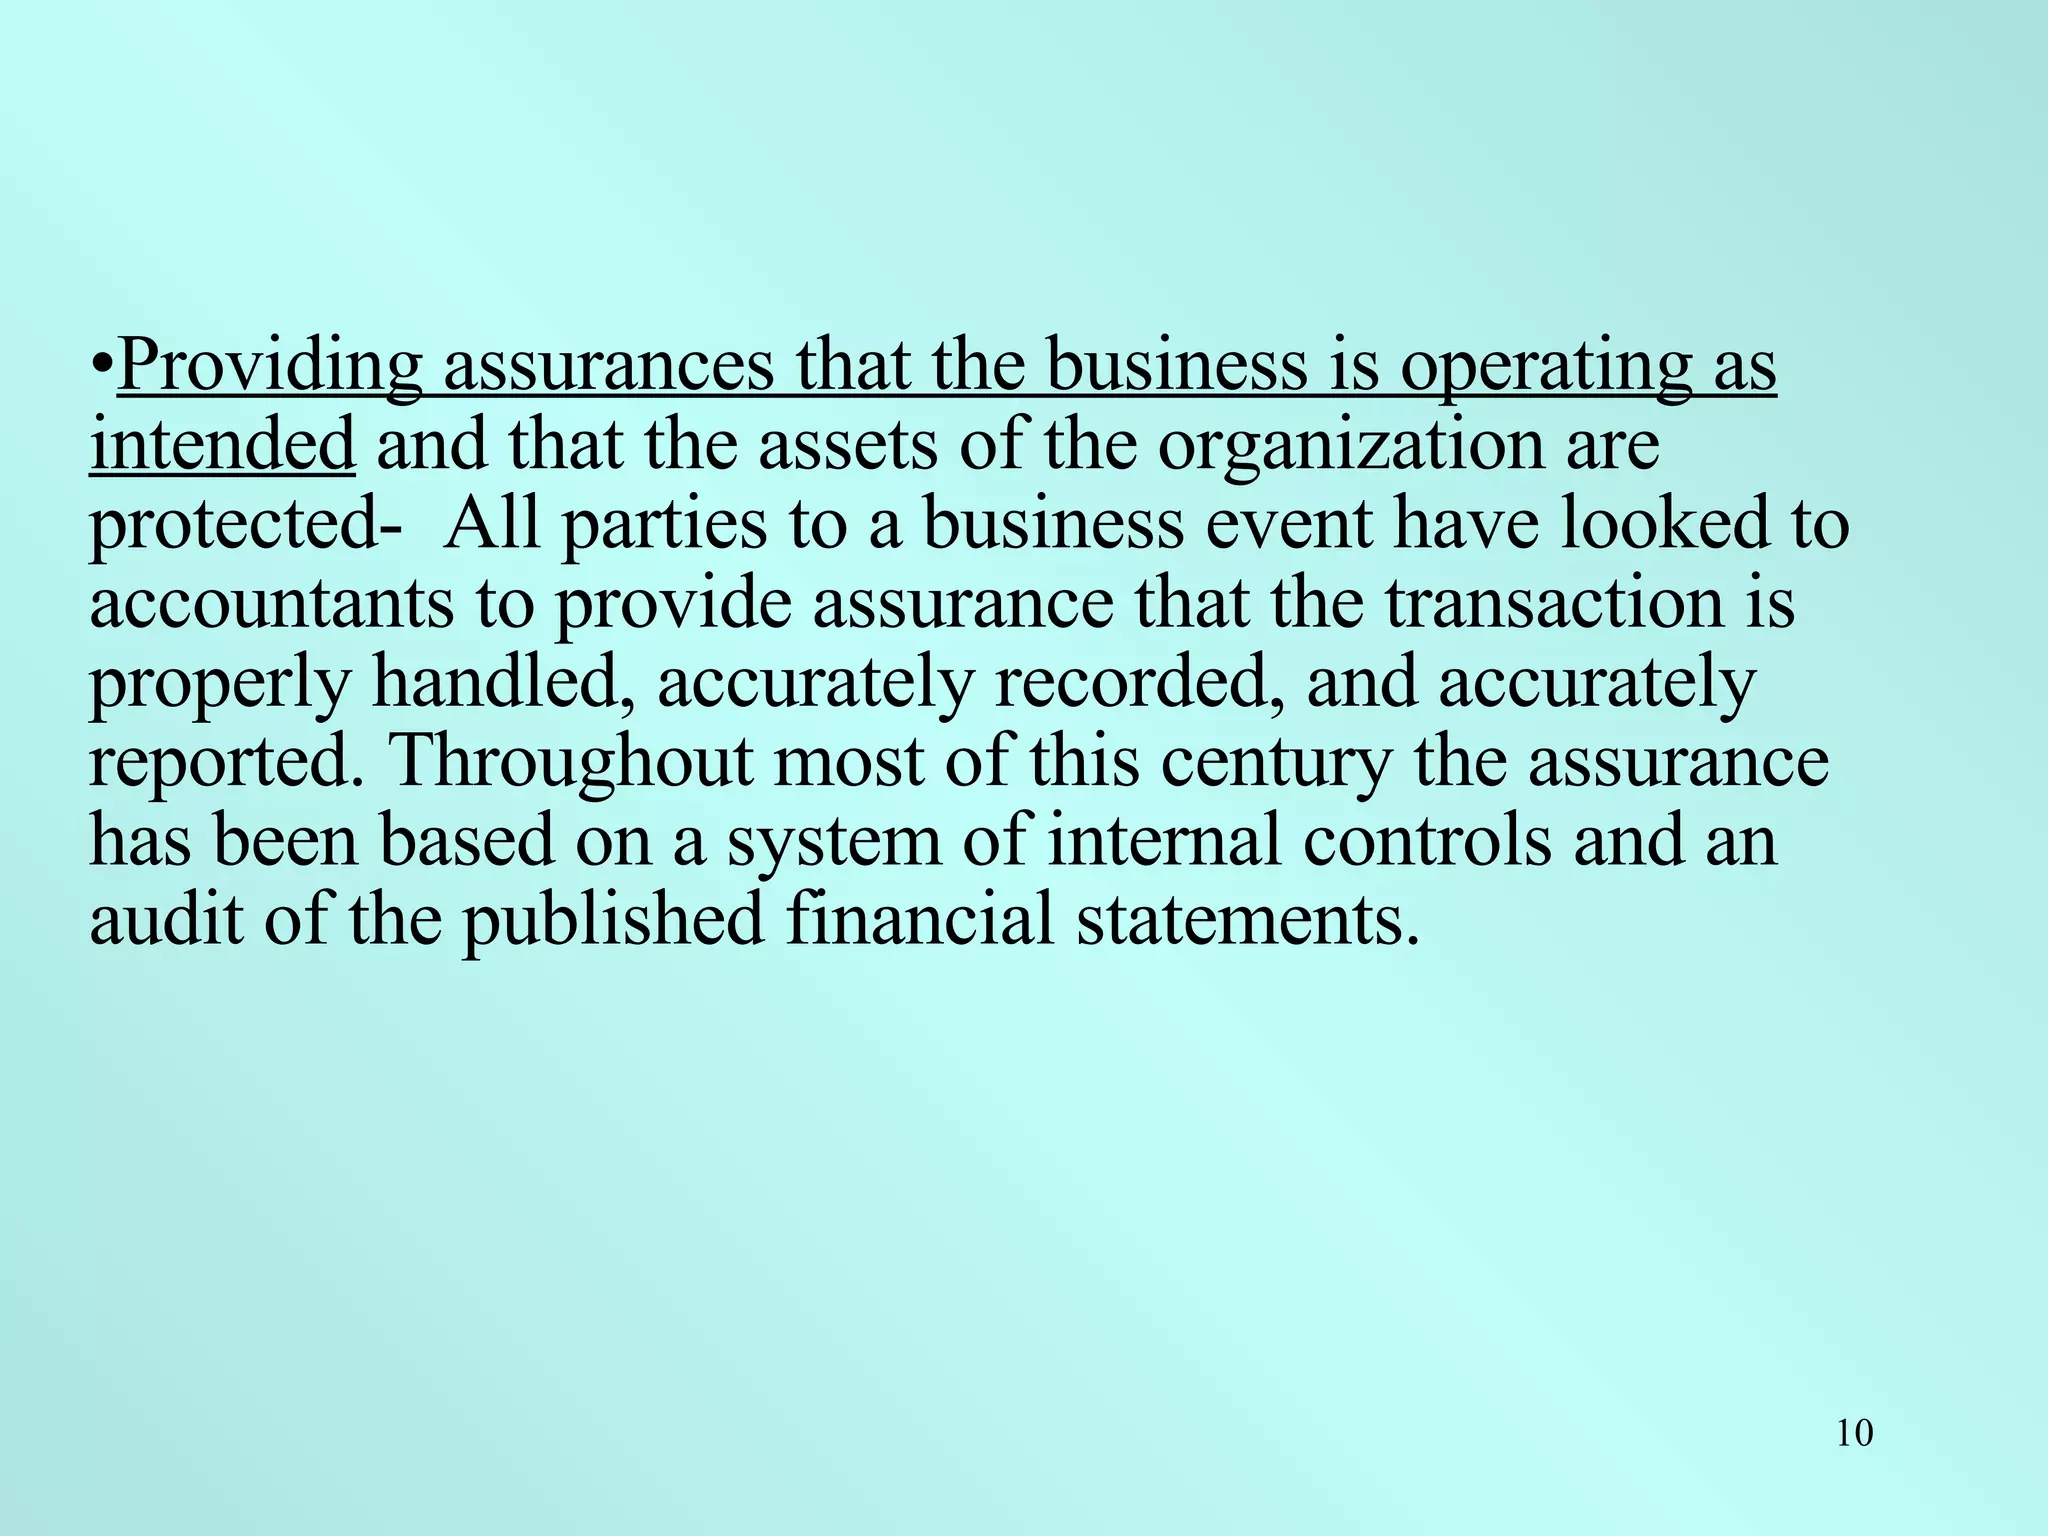 •Providing assurances that the business is operating as
intended and that the assets of the organization are
protected-  All parties to a business event have looked to
accountants to provide assurance that the transaction is
properly handled, accurately recorded, and accurately
reported. Throughout most of this century the assurance
has been based on a system of internal controls and an
audit of the published financial statements.
10